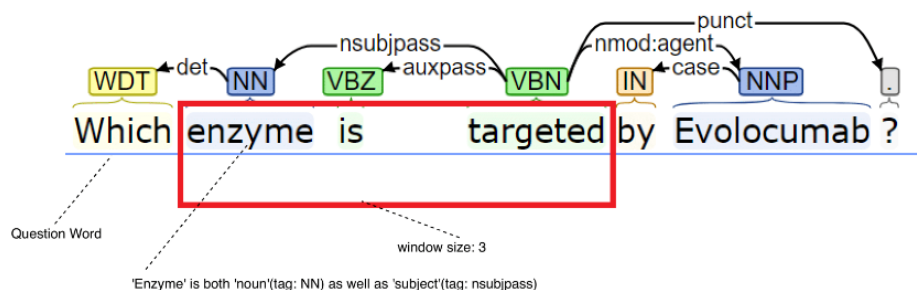 punct
nsubjpass nmod:agent
det auxpass case
WDT NN VBZ VBN IN NNP .
Which enzyme is targeted by Evolocumab ?
Question Word
window size: 3
'Enzyme' is both 'noun'(tag: NN) as well as 'subject'(tag: nsubjpass)